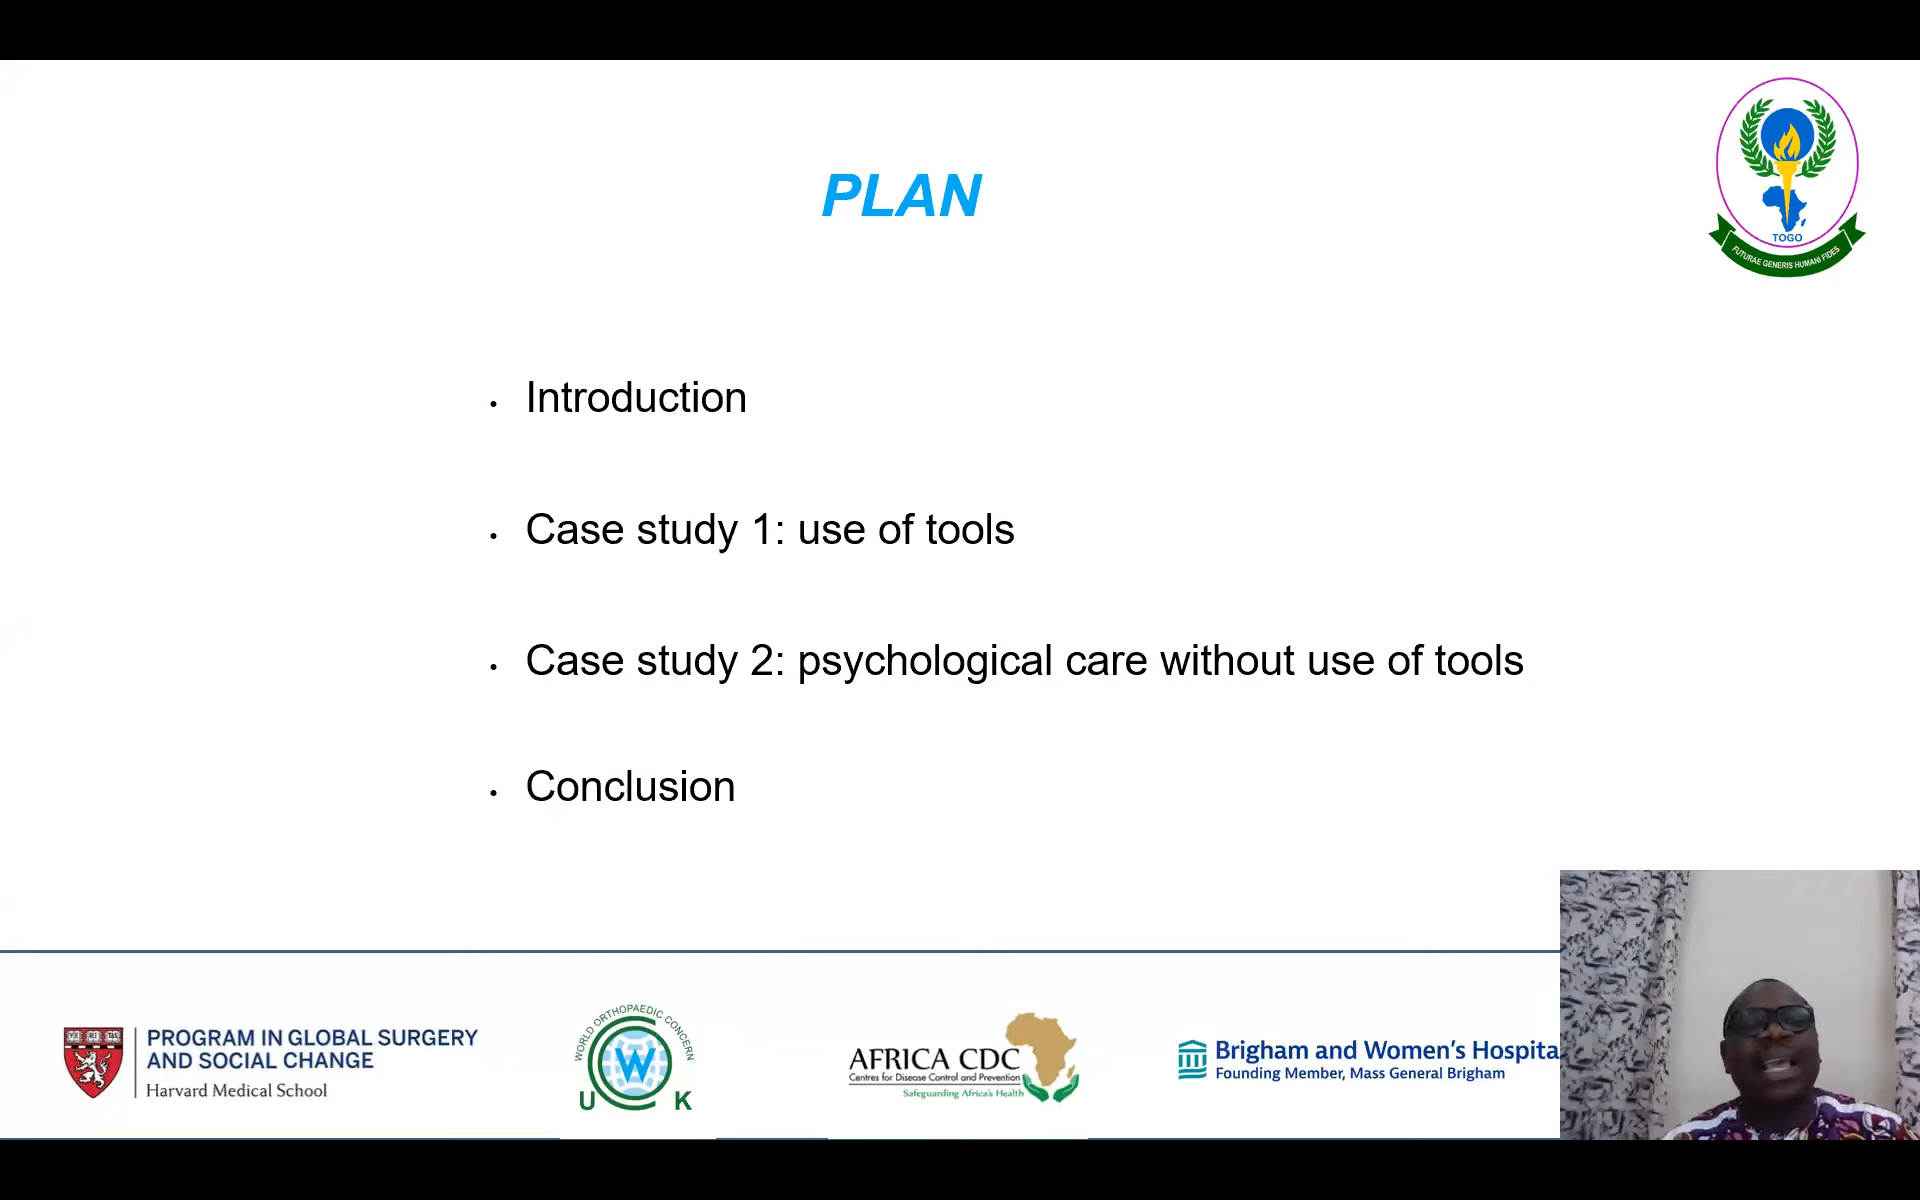 PLAN
TOGO
FUTURAE GENERIS HUMANI FIDES
• Introduction
• Case study 1: use of tools
• Case study 2: psychological care without use of tools
• Conclusion
PROGRAM IN GLOBAL SURGERY
AND SOCIAL CHANGE
Harvard Medical School
WORLD ORTHOPAEDIC CONCERN
W
U K
AFRICA CDC
Centres for Disease Control and Prevention
Safeguarding Africa's Health
Brigham and Women's Hospita
Founding Member, Mass General Brigham